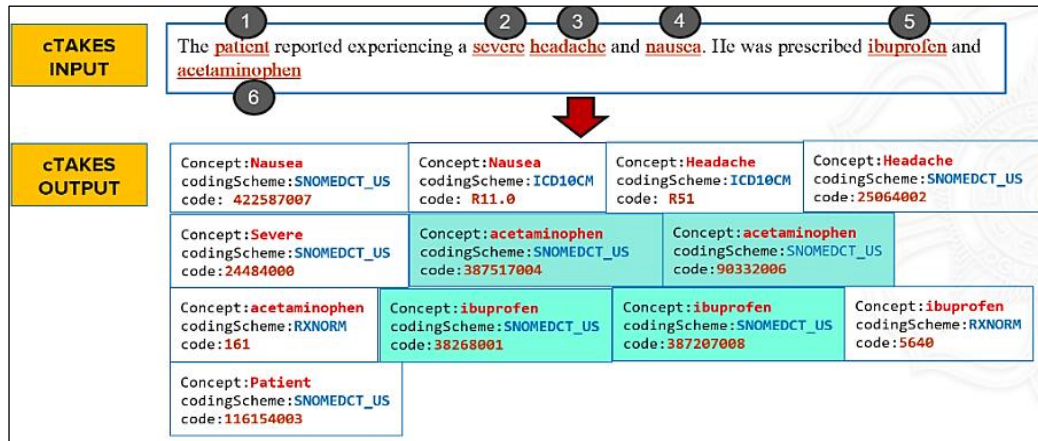 1 2 3 4 5
cTAKES
INPUT
The patient reported experiencing a severe headache and nausea. He was prescribed ibuprofen and
acetaminophen
6
cTAKES
OUTPUT
Concept:Nausea
codingScheme:SNOMEDCT_US
code: 422587007
Concept:Nausea
codingScheme:ICD10CM
code: R11.0
Concept:Headache
codingScheme:ICD10CM
code: R51
Concept:Headache
codingScheme:SNOMEDCT_US
code:25064002
Concept:Severe
codingScheme:SNOMEDCT_US
code:24484000
Concept:acetaminophen
codingScheme:SNOMEDCT_US
code:387517004
Concept:acetaminophen
codingScheme:SNOMEDCT_US
code:90332006
Concept:acetaminophen
codingScheme:RXNORM
code:161
Concept:ibuprofen
codingScheme:SNOMEDCT_US
code:38268001
Concept:ibuprofen
codingScheme:SNOMEDCT_US
code:387207008
Concept:ibuprofen
codingScheme:RXNORM
code:5640
Concept:Patient
codingScheme:SNOMEDCT_US
code:116154003